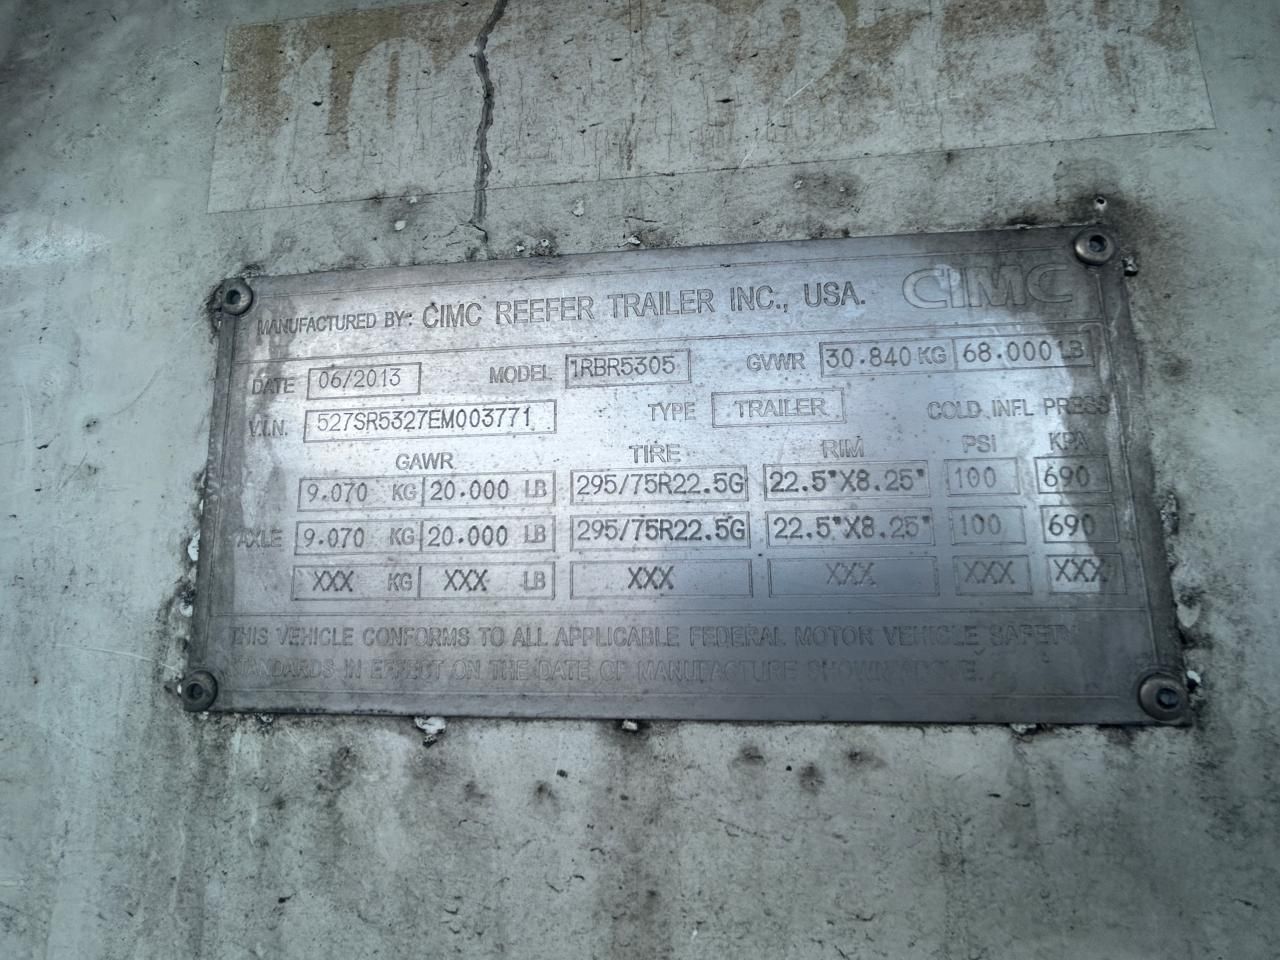 MANUFACTURED BY: CIMC REEFER TRAILER INC., USA. CIMC
DATE 06/2013 MODEL 1RBR5305 GVWR 30.840 KG 68.000 LB
V.I.N. 527SR5327EM003771 TYPE TRAILER COLD INFL PRESS
GAWR TIRE RIM PSI KPA
9.070 KG 20.000 LB 295/75R22.5G 22.5"X8.25" 100 690
AXLE 9.070 KG 20.000 LB 295/75R22.5G 22.5"X8.25" 100 690
XXX KG XXX LB XXX XXX XXX XXX
THIS VEHICLE CONFORMS TO ALL APPLICABLE FEDERAL MOTOR VEHICLE SAFETY
STANDARDS IN EFFECT ON THE DATE OF MANUFACTURE SHOWN ABOVE.